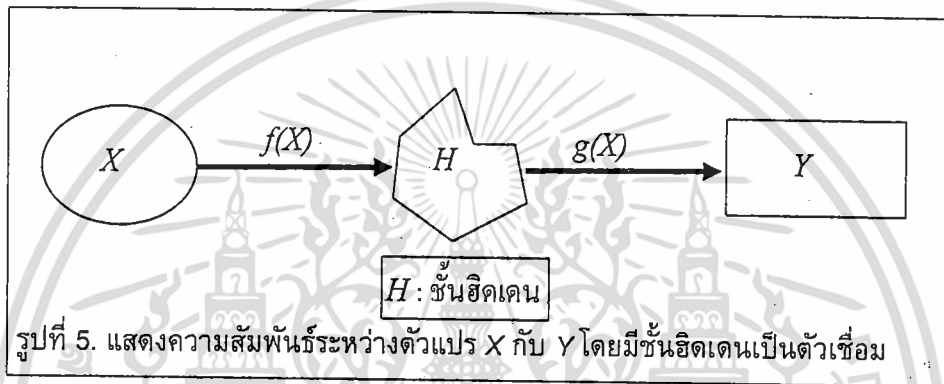 X
f(X)
H
g(X)
Y
H : ชั้นฮิดเดน
รูปที่ 5. แสดงความสัมพันธ์ระหว่างตัวแปร X กับ Y โดยมีชั้นฮิดเดนเป็นตัวเชื่อม